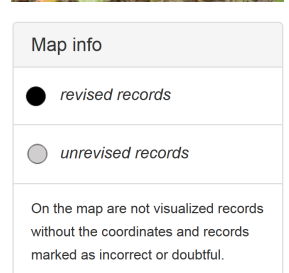 Map info
revised records
unrevised records
On the map are not visualized records
without the coordinates and records
marked as incorrect or doubtful.